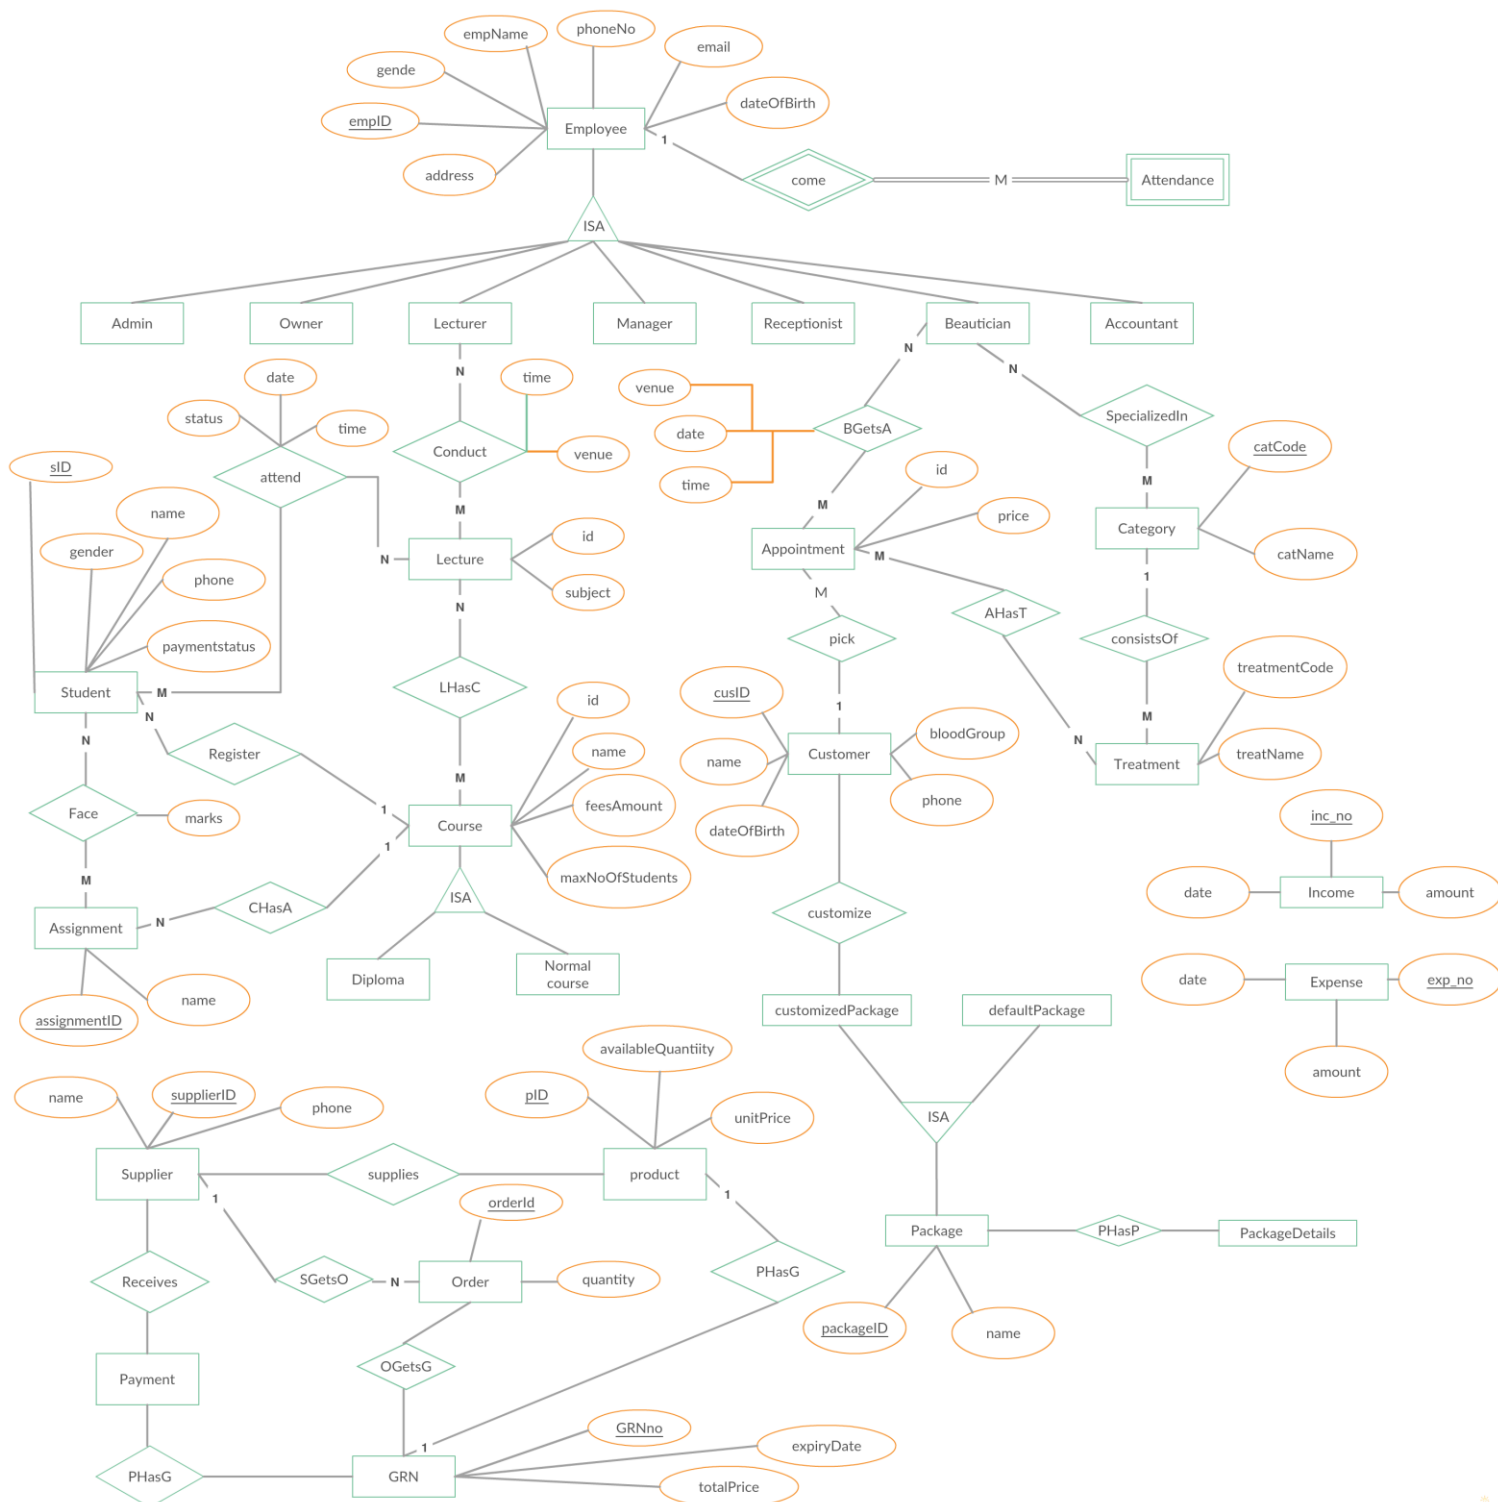 phoneNo
empName
email
gende
dateOfBirth
empID
Employee
1
address
come
M
Attendance
ISA
Admin
Owner
Lecturer
Manager
Receptionist
Beautician
Accountant
N
N
N
date
time
venue
status
time
SpecializedIn
BGetsA
date
catCode
Conduct
venue
sID
attend
id
time
M
name
M
M
price
id
Category
gender
Appointment
M
catName
N
Lecture
phone
1
subject
M
N
AHasT
paymentstatus
pick
consistsOf
treatmentCode
LHasC
Student
M
cusID
id
1
M
N
bloodGroup
N
N
Register
name
Customer
treatName
name
Treatment
M
phone
feesAmount
1
Face
marks
Course
dateOfBirth
inc_no
1
maxNoOfStudents
M
date
Income
amount
ISA
CHasA
customize
N
Assignment
Normal
course
Diploma
date
Expense
exp_no
name
customizedPackage
defaultPackage
assignmentID
availableQuantiity
amount
name
supplierID
pID
phone
unitPrice
ISA
Supplier
supplies
product
1
1
orderId
Package
PHasP
PackageDetails
PHasG
Receives
SGetsO
N
Order
quantity
packageID
name
OGetsG
Payment
GRNno
1
expiryDate
PHasG
GRN
totalPrice